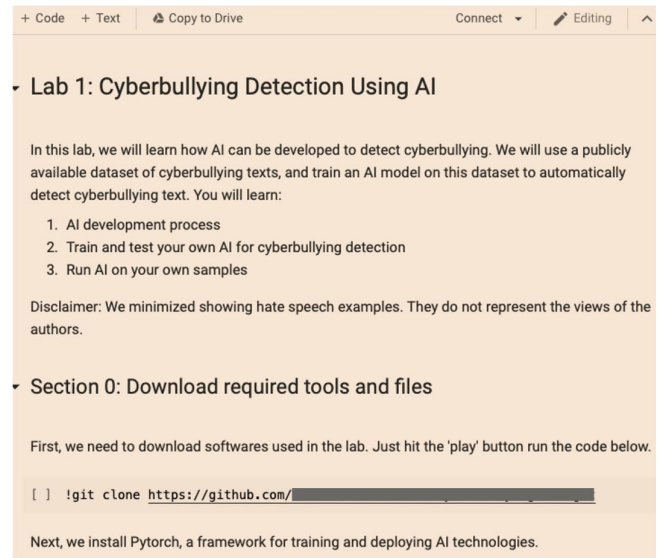 + Code + Text Copy to Drive Connect Editing
Lab 1: Cyberbullying Detection Using AI
In this lab, we will learn how AI can be developed to detect cyberbullying. We will use a publicly
available dataset of cyberbullying texts, and train an AI model on this dataset to automatically
detect cyberbullying text. You will learn:
1. AI development process
2. Train and test your own AI for cyberbullying detection
3. Run AI on your own samples
Disclaimer: We minimized showing hate speech examples. They do not represent the views of the
authors.
Section 0: Download required tools and files
First, we need to download softwares used in the lab. Just hit the 'play' button run the code below.
[ ] !git clone https://github.com/
Next, we install Pytorch, a framework for training and deploying AI technologies.